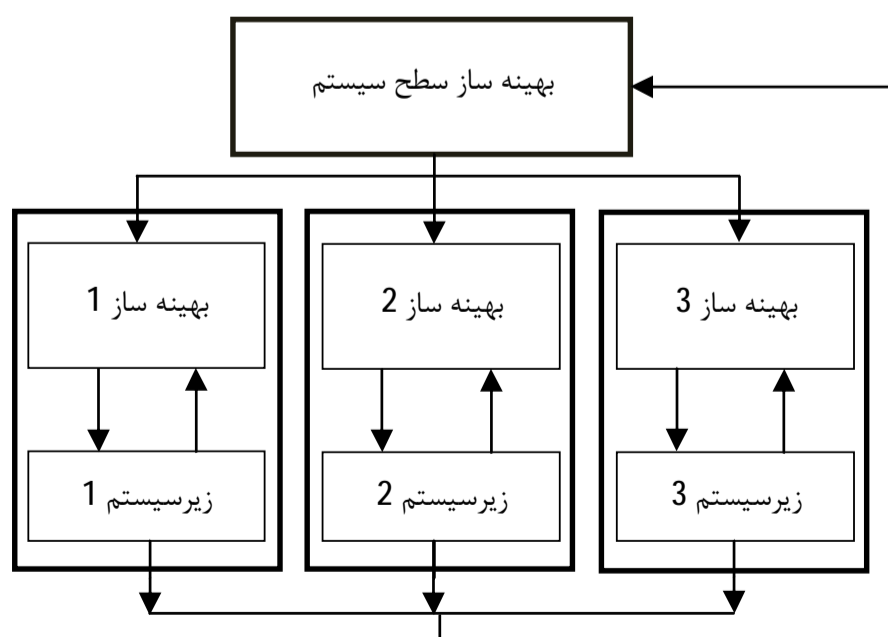 بهینه ساز سطح سیستم
بهینه ساز 1
بهینه ساز 2
بهینه ساز 3
زیرسیستم 1
زیرسیستم 2
زیرسیستم 3